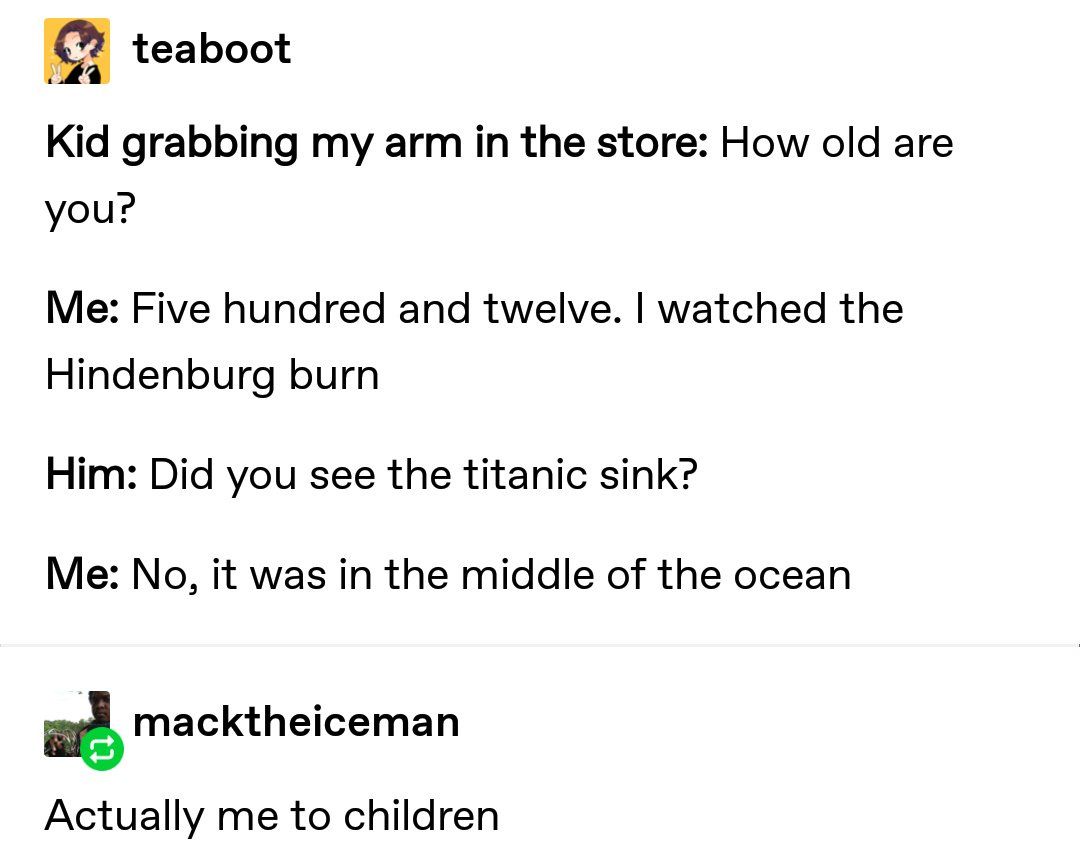 teaboot
Kid grabbing my arm in the store: How old are
you?
Me: Five hundred and twelve. I watched the
Hindenburg burn
Him: Did you see the titanic sink?
Me: No, it was in the middle of the ocean
macktheiceman
Actually me to children